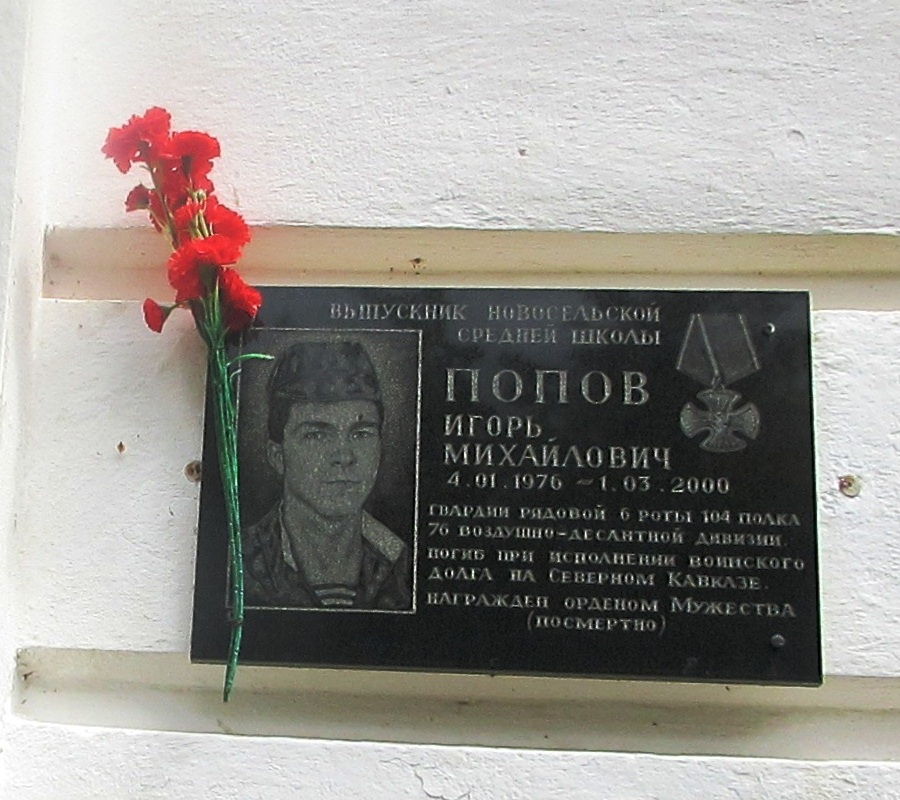 ВЫПУСКНИК НОВОСЕЛЬСКОЙ
СРЕДНЕЙ ШКОЛЫ
ПОПОВ
ИГОРЬ
МИХАЙЛОВИЧ
4.01.1976 – 1.03.2000
ГВАРДИИ РЯДОВОЙ 6 РОТЫ 104 ПОЛКА
76 ВОЗДУШНО-ДЕСАНТНОЙ ДИВИЗИИ.
ПОГИБ ПРИ ИСПОЛНЕНИИ ВОИНСКОГО
ДОЛГА НА СЕВЕРНОМ КАВКАЗЕ.
НАГРАЖДЕН ОРДЕНОМ МУЖЕСТВА
(ПОСМЕРТНО)